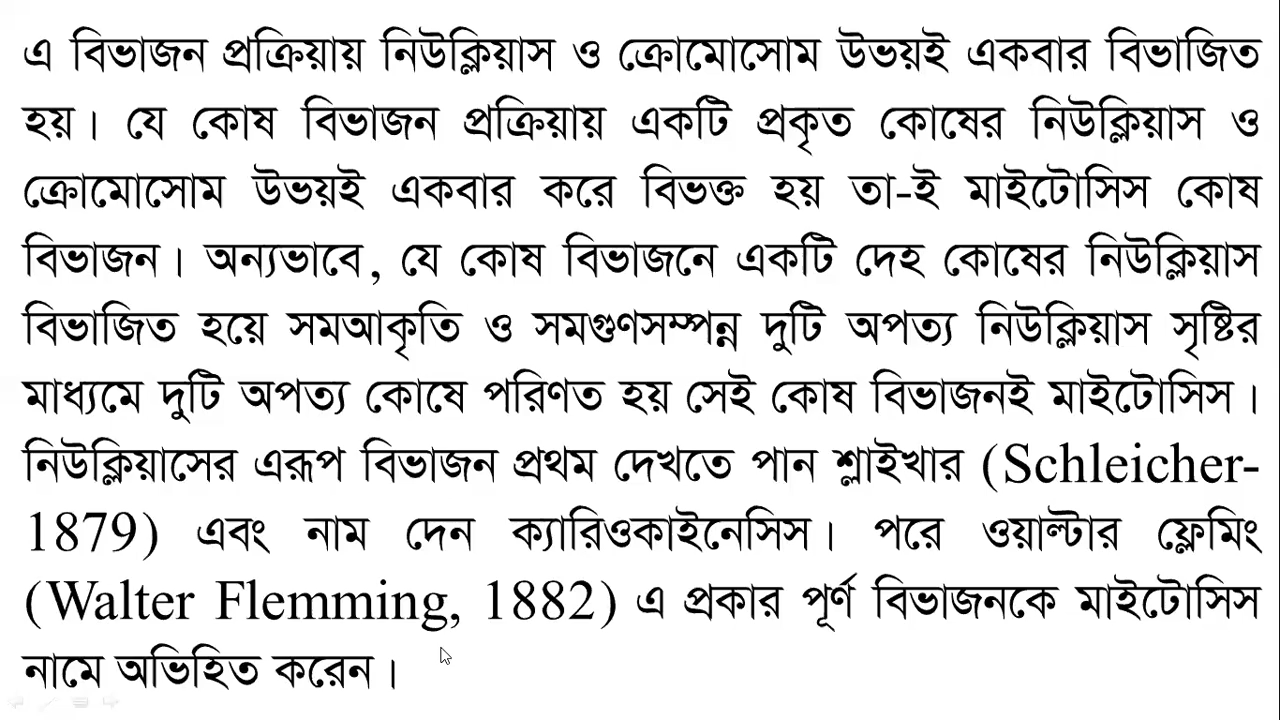 এ বিভাজন প্রক্রিয়ায় নিউক্লিয়াস ও ক্রোমোসোম উভয়ই একবার বিভাজিত
হয়। যে কোষ বিভাজন প্রক্রিয়ায় একটি প্রকৃত কোষের নিউক্লিয়াস ও
ক্রোমোসোম উভয়ই একবার করে বিভক্ত হয় তা-ই মাইটোসিস কোষ
বিভাজন। অন্যভাবে, যে কোষ বিভাজনে একটি দেহ কোষের নিউক্লিয়াস
বিভাজিত হয়ে সমআকৃতি ও সমগুণসম্পন্ন দুটি অপত্য নিউক্লিয়াস সৃষ্টির
মাধ্যমে দুটি অপত্য কোষে পরিণত হয় সেই কোষ বিভাজনই মাইটোসিস।
নিউক্লিয়াসের এরূপ বিভাজন প্রথম দেখতে পান শ্লাইখার (Schleicher-
1879) এবং নাম দেন ক্যারিওকাইনেসিস। পরে ওয়াল্টার ফ্লেমিং
(Walter Flemming, 1882) এ প্রকার পূর্ণ বিভাজনকে মাইটোসিস
নামে অভিহিত করেন।